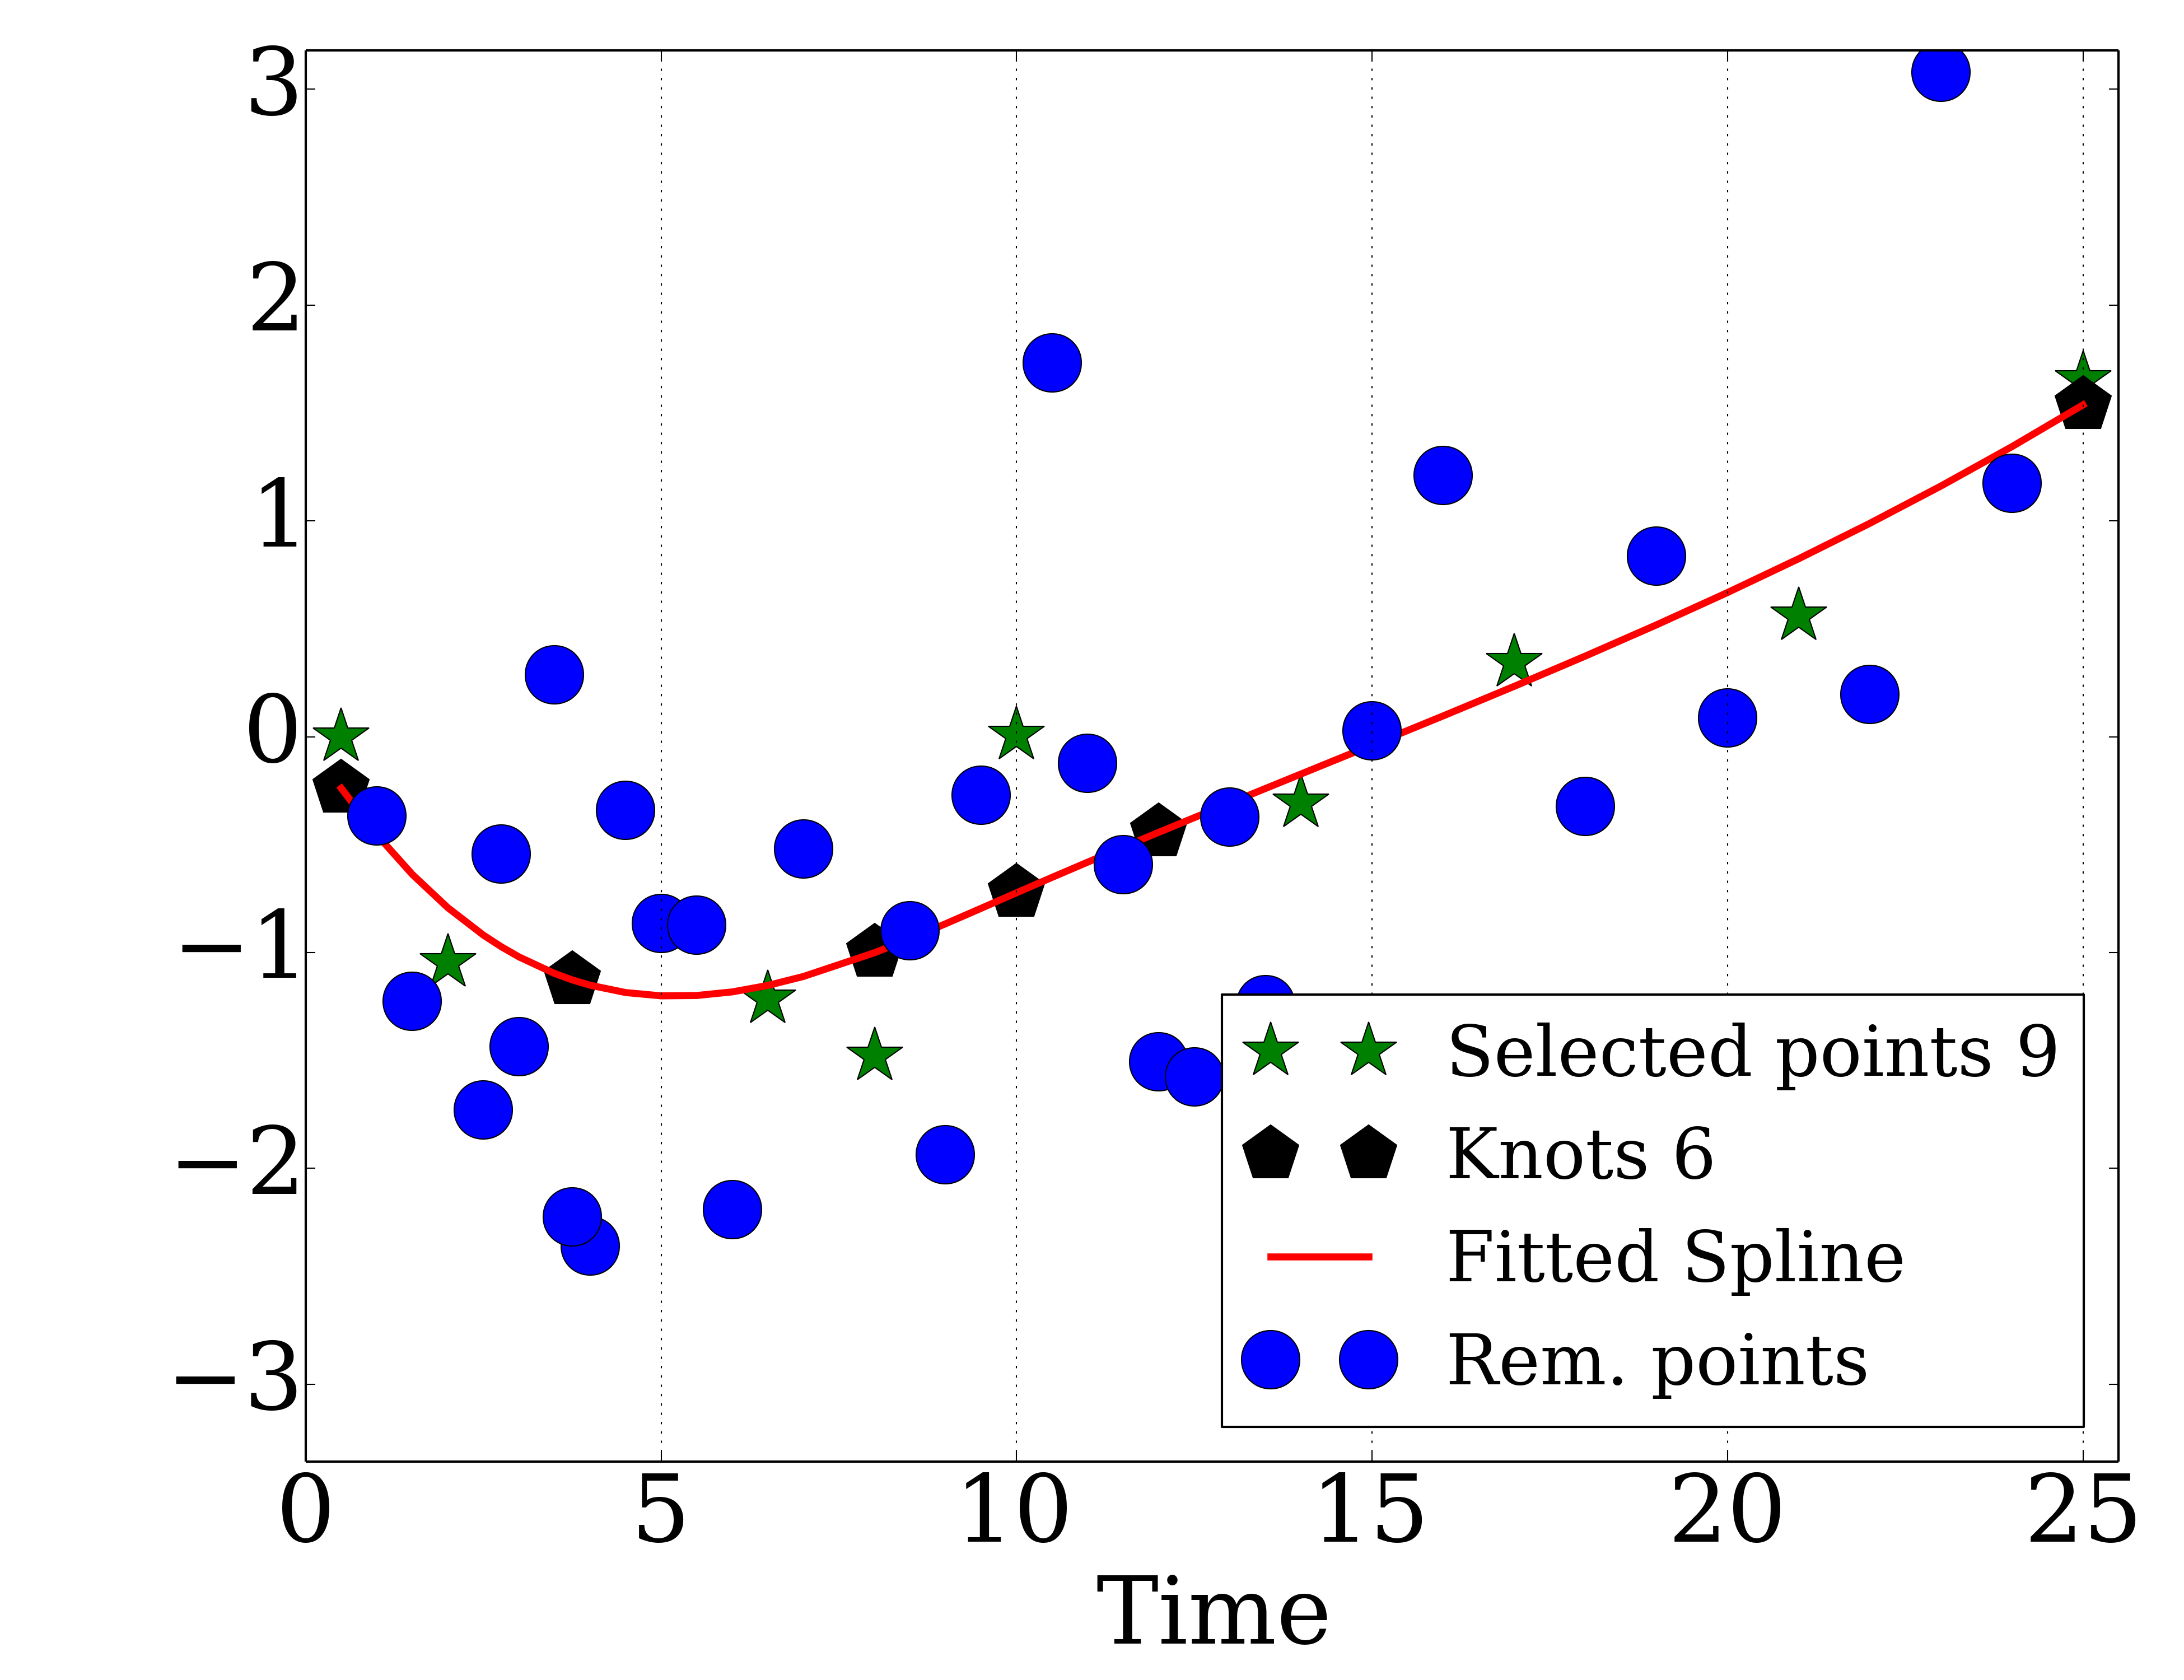 3
2
1
0
−1
−2
−3
Selected points 9
Knots 6
Fitted Spline
Rem. points
0 5 10 15 20 25
Time